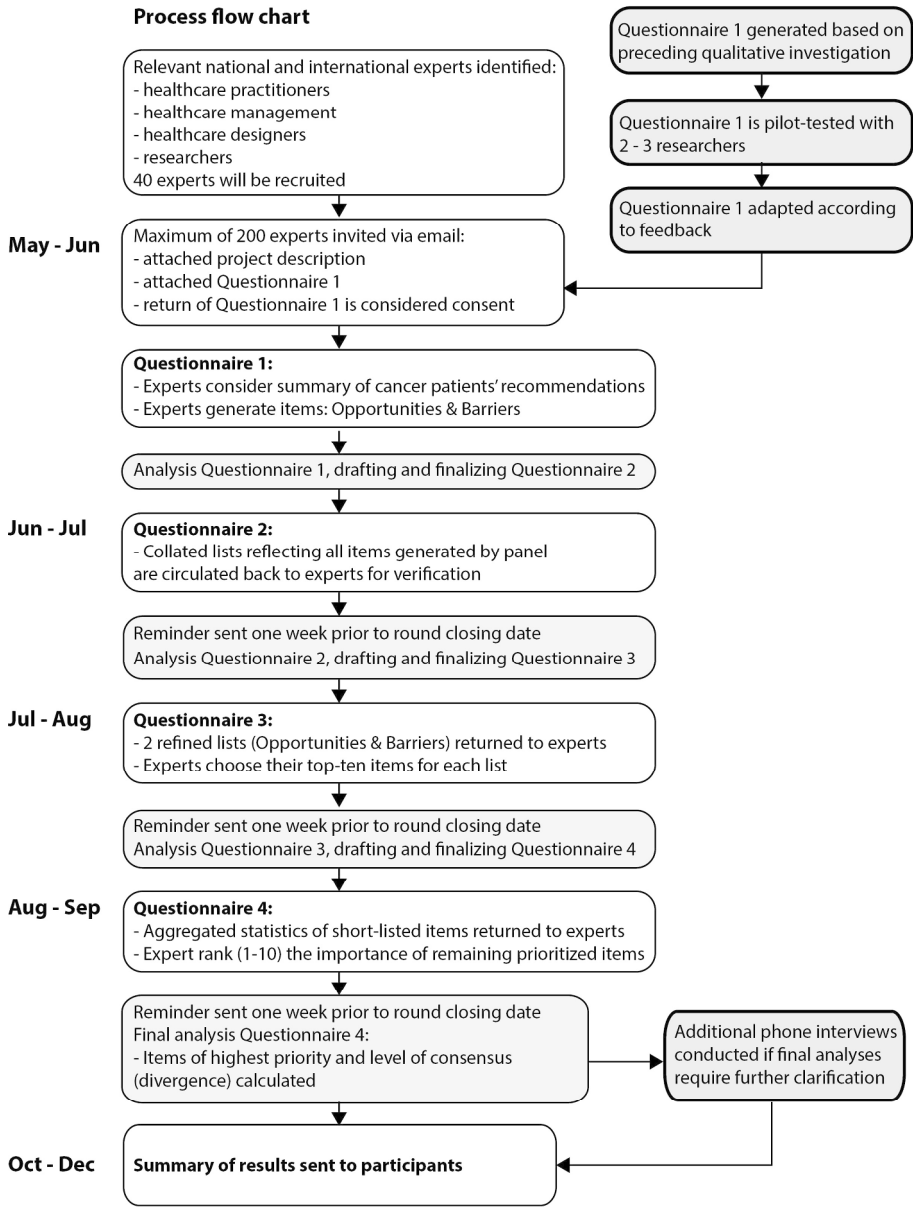 Process flow chart
Relevant national and international experts identified:
- healthcare practitioners
- healthcare management
- healthcare designers
- researchers
40 experts will be recruited
Questionnaire 1 generated based on
preceding qualitative investigation
Questionnaire 1 is pilot-tested with
2 - 3 researchers
Questionnaire 1 adapted according
to feedback
May - Jun
Maximum of 200 experts invited via email:
- attached project description
- attached Questionnaire 1
- return of Questionnaire 1 is considered consent
Questionnaire 1:
- Experts consider summary of cancer patients' recommendations
- Experts generate items: Opportunities & Barriers
Analysis Questionnaire 1, drafting and finalizing Questionnaire 2
Jun - Jul
Questionnaire 2:
- Collated lists reflecting all items generated by panel
are circulated back to experts for verification
Reminder sent one week prior to round closing date
Analysis Questionnaire 2, drafting and finalizing Questionnaire 3
Jul - Aug
Questionnaire 3:
- 2 refined lists (Opportunities & Barriers) returned to experts
- Experts choose their top-ten items for each list
Reminder sent one week prior to round closing date
Analysis Questionnaire 3, drafting and finalizing Questionnaire 4
Aug - Sep
Questionnaire 4:
- Aggregated statistics of short-listed items returned to experts
- Expert rank (1-10) the importance of remaining prioritized items
Reminder sent one week prior to round closing date
Final analysis Questionnaire 4:
- Items of highest priority and level of consensus
(divergence) calculated
Additional phone interviews
conducted if final analyses
require further clarification
Oct - Dec
Summary of results sent to participants